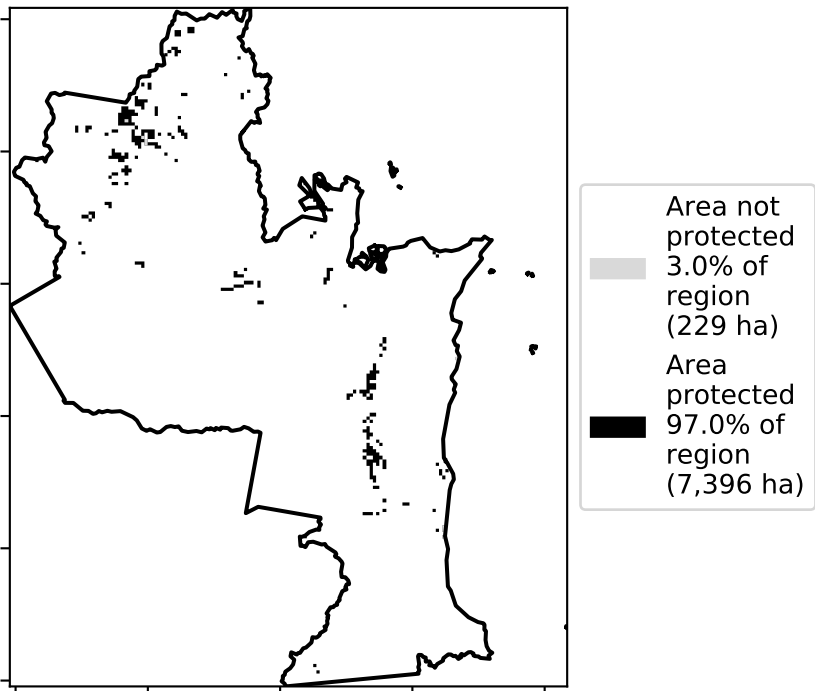 Area not
protected
3.0% of
region
(229 ha)
Area
protected
97.0% of
region
(7,396 ha)